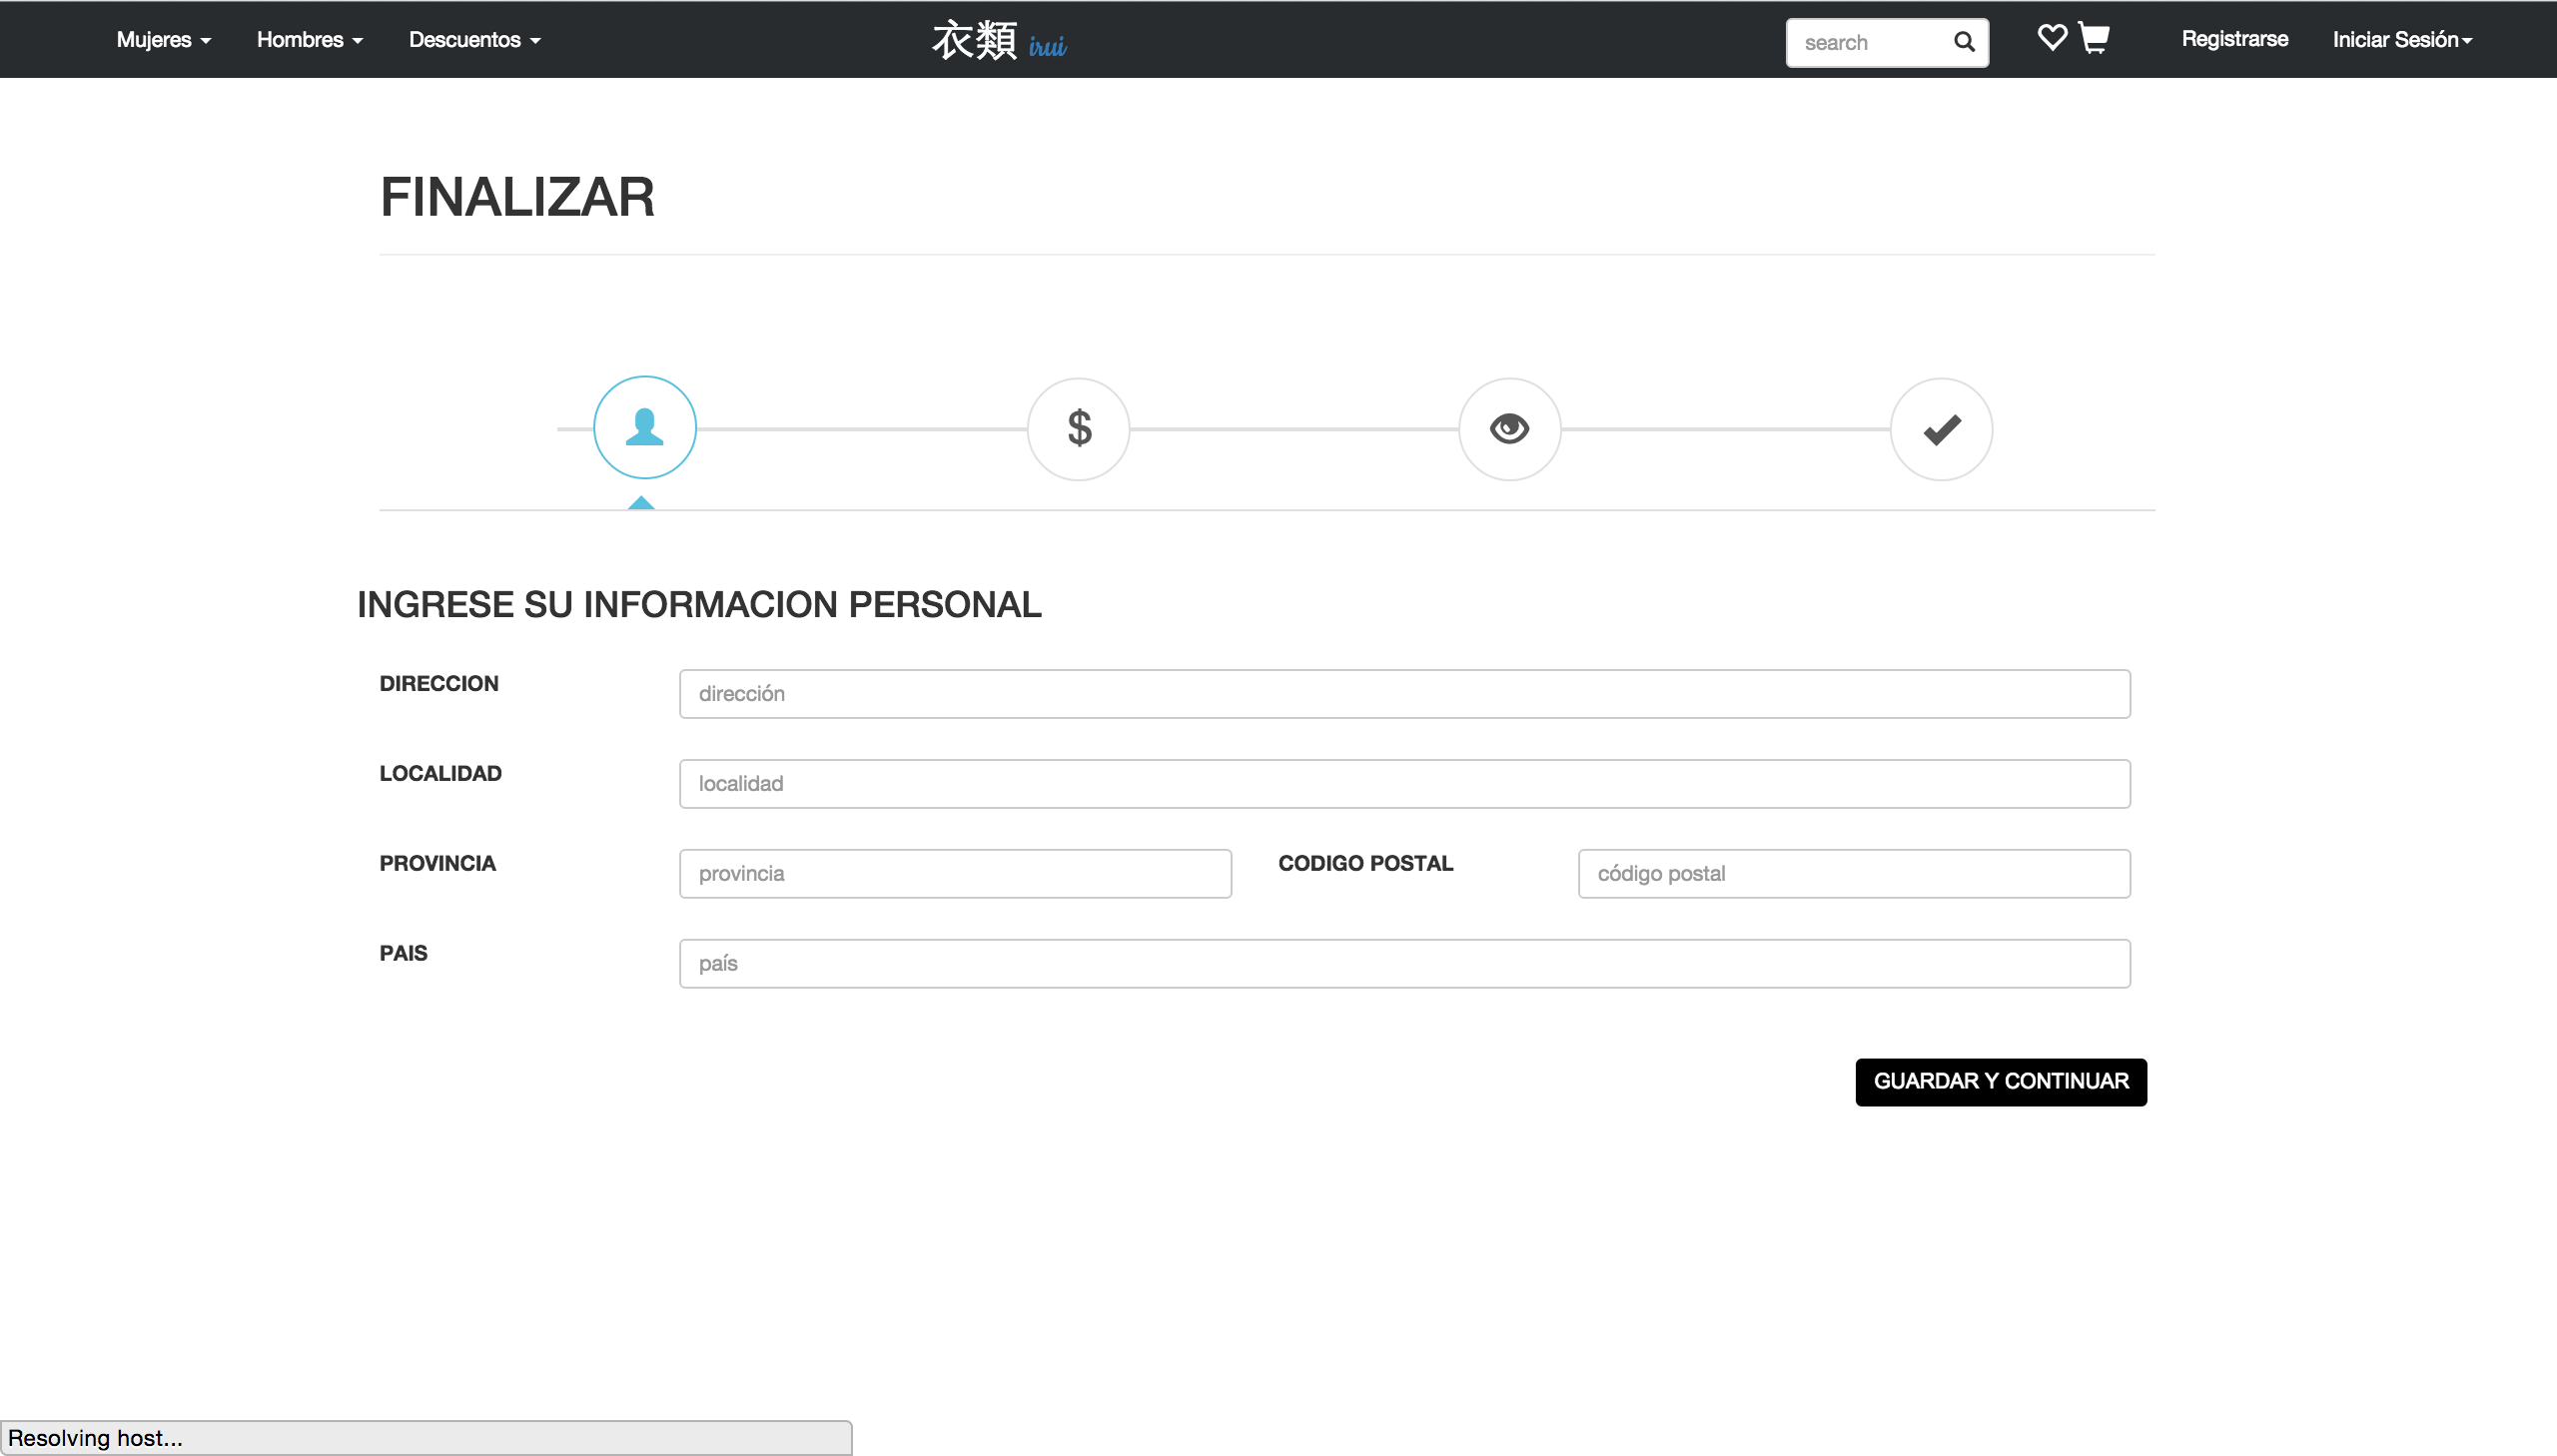 Mujeres
Hombres
Descuentos
衣類 irui
search
Registrarse
Iniciar Sesión
FINALIZAR
$
INGRESE SU INFORMACION PERSONAL
DIRECCION
dirección
LOCALIDAD
localidad
PROVINCIA
provincia
CODIGO POSTAL
código postal
PAIS
país
GUARDAR Y CONTINUAR
Resolving host...